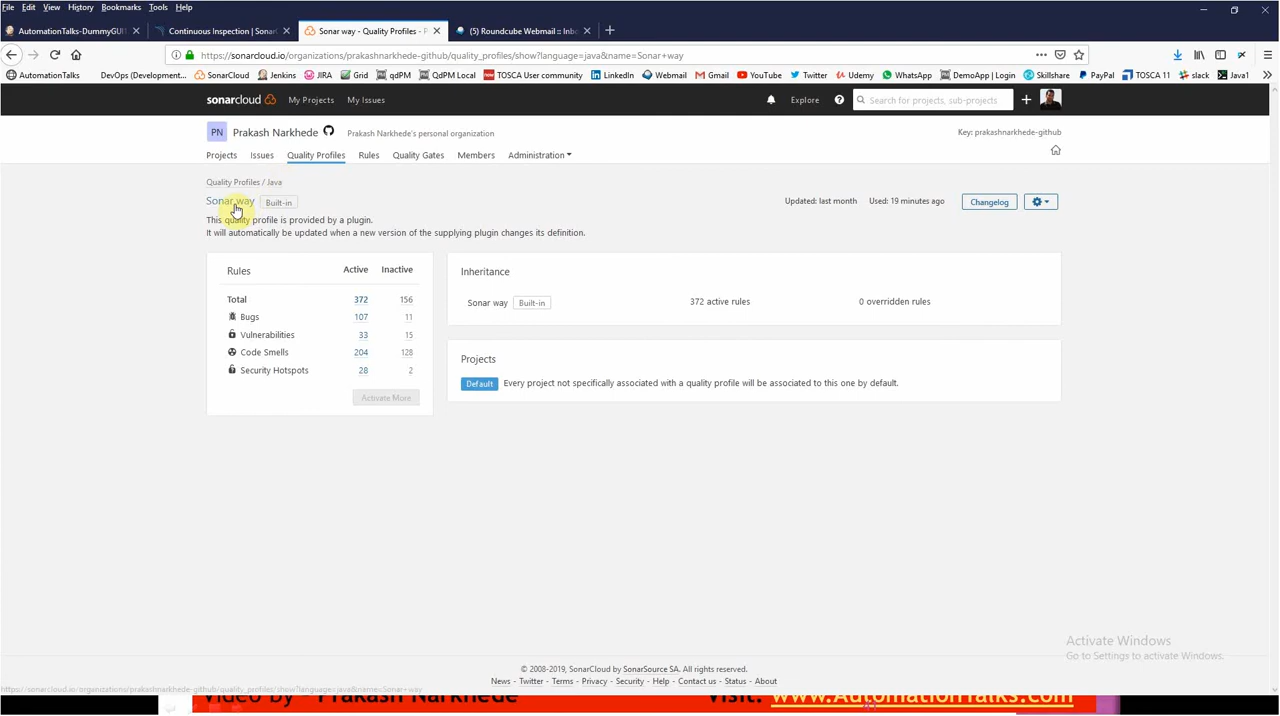 File Edit View History Bookmarks Tools Help
AutomationTalks-DummyGUI Continuous Inspection | Sonar Sonar way - Quality Profiles - P (5) Roundcube Webmail :: Inb
https://sonarcloud.io/organizations/prakashnarkhede-github/quality_profiles/show?language=java&name=Sonar+way
AutomationTalks DevOps (Development... SonarCloud Jenkins JIRA Grid qdPM qdPM Local TOSCA User community LinkedIn Webmail Gmail YouTube Twitter Udemy WhatsApp DemoApp | Login Skillshare PayPal TOSCA 11 slack Java1
sonarcloud My Projects My Issues Explore Search for projects, sub-projects
PN Prakash Narkhede Prakash Narkhede's personal organization Key: prakashnarkhede-github
Projects Issues Quality Profiles Rules Quality Gates Members Administration
Quality Profiles / Java
Sonar way Built-in Updated: last month Used: 19 minutes ago Changelog
This quality profile is provided by a plugin.
It will automatically be updated when a new version of the supplying plugin changes its definition.
Rules Active Inactive
Total 372 156
Bugs 107 11
Vulnerabilities 33 15
Code Smells 204 128
Security Hotspots 28 2
Activate More
Inheritance
Sonar way Built-in 372 active rules 0 overridden rules
Projects
Default Every project not specifically associated with a quality profile will be associated to this one by default.
Activate Windows
Go to Settings to activate Windows.
© 2008-2019, SonarCloud by SonarSource SA. All rights reserved.
News - Twitter - Terms - Privacy - Security - Help - Contact us - Status - About
https://sonarcloud.io/organizations/prakashnarkhede-github/quality_profiles/show?language=java&name=Sonar+way
Video by - Prakash Narkhede Visit: www.AutomationTalks.com